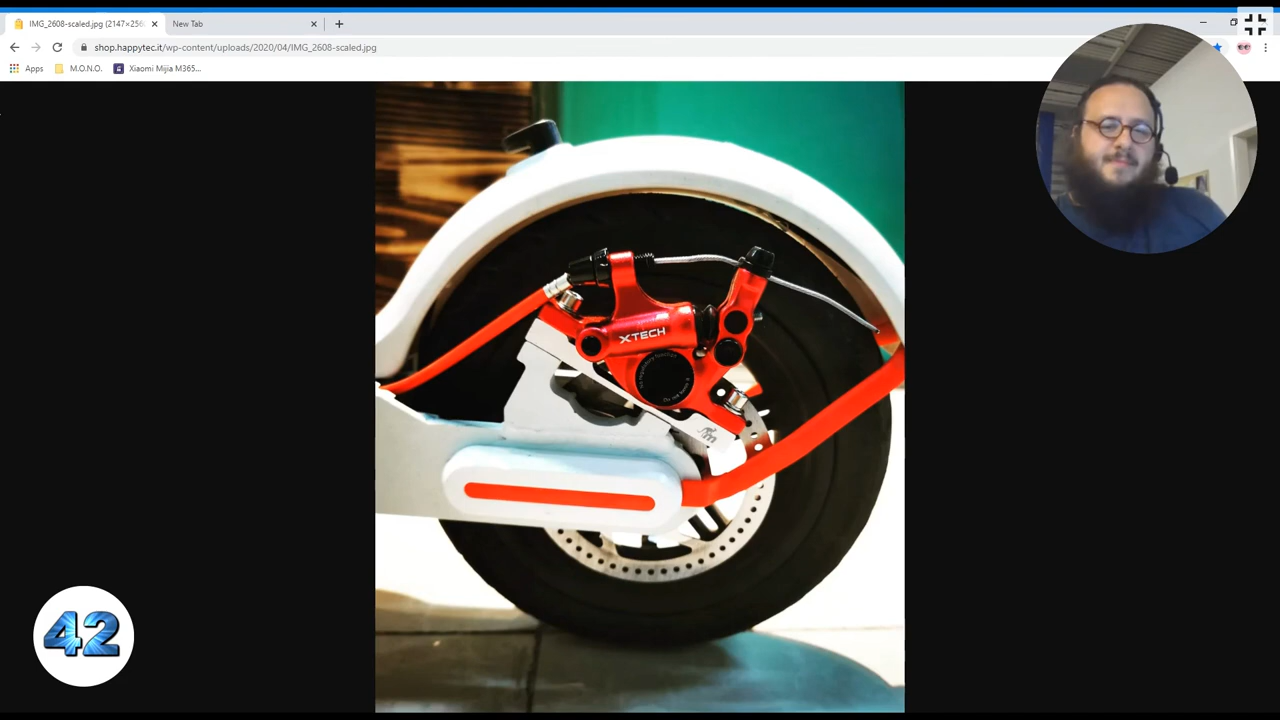 IMG_2608-scaled.jpg (2147×256
New Tab
shop.happytec.it/wp-content/uploads/2020/04/IMG_2608-scaled.jpg
Apps
M.O.N.O.
Xiaomi Mijia M365...
XTECH
42